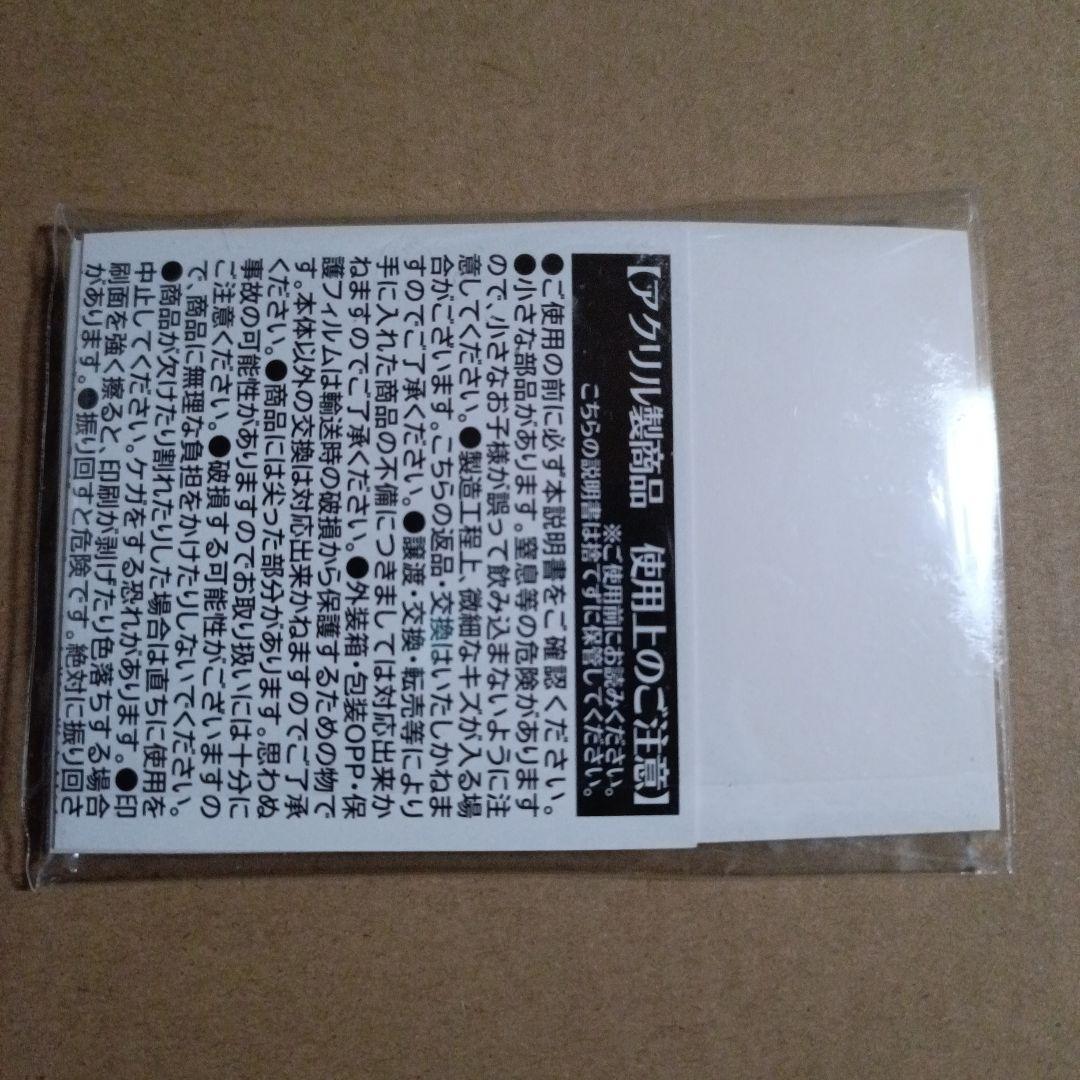 【アクリル製商品　使用上のご注意】
※ご使用前にお読みください。
こちらの説明書は捨てずに保管してください。
●ご使用の前に必ず本説明書をご確認ください。
●小さな部品があります。窒息等の危険があります
ので、小さなお子様が誤って飲み込まないように注
意してください。●製造工程上、微細なキズが入る場
合がございます。こちらの返品・交換はいたしかねま
すのでご了承ください。●譲渡・交換・転売等により
手に入れた商品の不備につきましては対応出来か
ねますのでご了承ください。●外装箱・包装OPP・保
護フィルムは輸送時の破損から保護するための物で
す。本体以外の交換は対応出来かねますのでご了承
ください。●商品には尖った部分があります。思わぬ
事故の可能性がありますのでお取り扱いには十分に
ご注意ください。●破損する可能性がございますの
で、商品に無理な負担をかけたりしないでください。
●商品が欠けたり割れたりした場合は直ちに使用を
中止してください。ケガをする恐れがあります。●印
刷面を強く擦ると、印刷が剥げたり色落ちする場合
があります。●振り回すと危険です。絶対に振り回さ